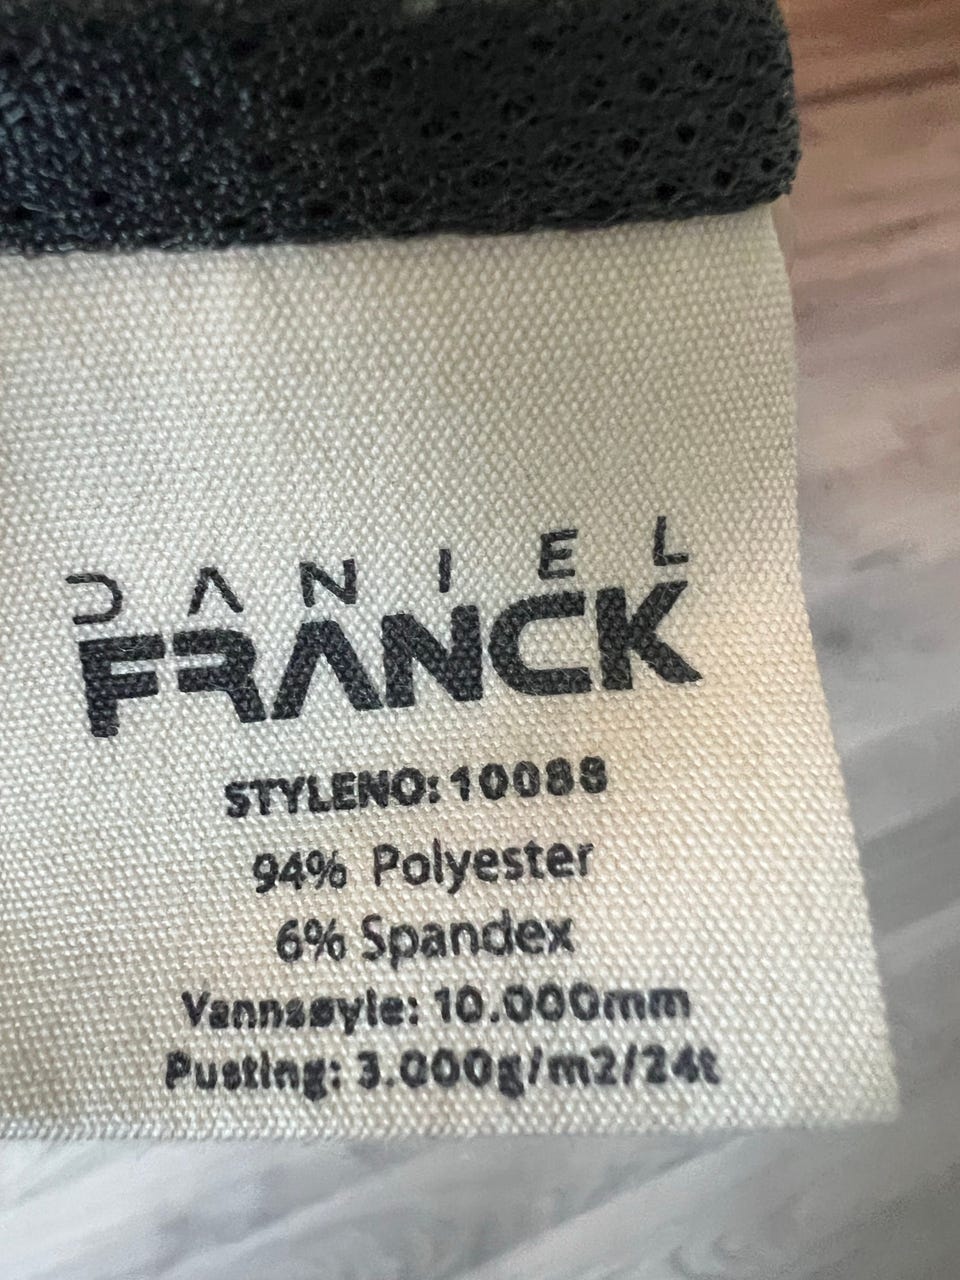 DANIEL
FRANCK
STYLENO: 10088
94% Polyester
6% Spandex
Vannsøyle: 10.000mm
Pusting: 3.000g/m2/24t